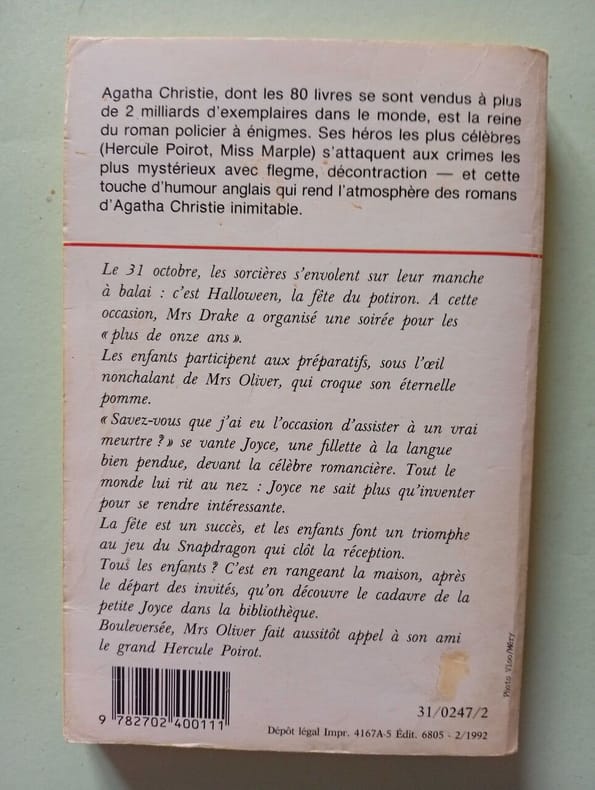 Agatha Christie, dont les 80 livres se sont vendus à plus
de 2 milliards d'exemplaires dans le monde, est la reine
du roman policier à énigmes. Ses héros les plus célèbres
(Hercule Poirot, Miss Marple) s'attaquent aux crimes les
plus mystérieux avec flegme, décontraction — et cette
touche d'humour anglais qui rend l'atmosphère des romans
d'Agatha Christie inimitable.
Le 31 octobre, les sorcières s'envolent sur leur manche
à balai : c'est Halloween, la fête du potiron. A cette
occasion, Mrs Drake a organisé une soirée pour les
« plus de onze ans ».
Les enfants participent aux préparatifs, sous l'œil
nonchalant de Mrs Oliver, qui croque son éternelle
pomme.
« Savez-vous que j'ai eu l'occasion d'assister à un vrai
meurtre ? » se vante Joyce, une fillette à la langue
bien pendue, devant la célèbre romancière. Tout le
monde lui rit au nez : Joyce ne sait plus qu'inventer
pour se rendre intéressante.
La fête est un succès, et les enfants font un triomphe
au jeu du Snapdragon qui clôt la réception.
Tous les enfants ? C'est en rangeant la maison, après
le départ des invités, qu'on découvre le cadavre de la
petite Joyce dans la bibliothèque.
Bouleversée, Mrs Oliver fait aussitôt appel à son ami
le grand Hercule Poirot.
Photo Vloo/Méry
31/0247/2
9 782702 400111
Dépôt légal Impr. 4167A-5 Édit. 6805 - 2/1992